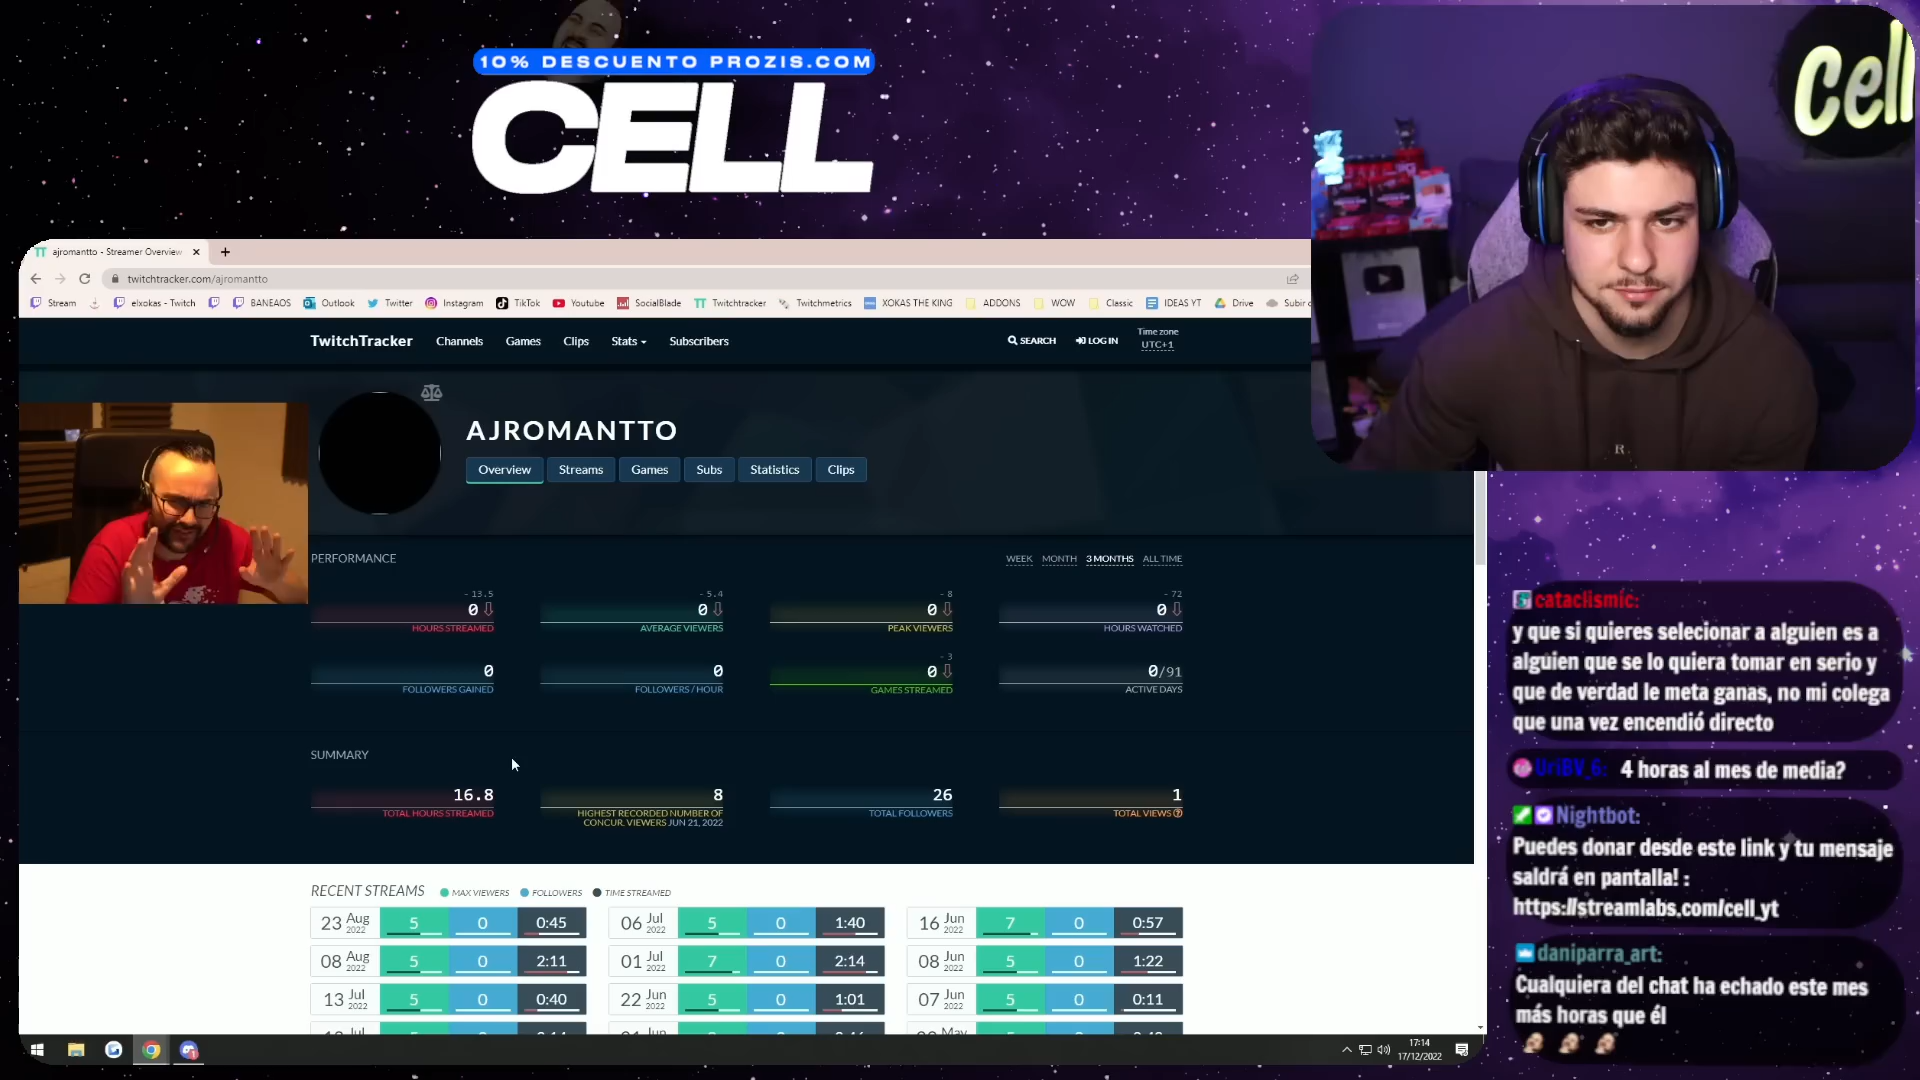 10% DESCUENTO PROZIS.COM
CELL
cell
ajromantto - Streamer Overview
twitchtracker.com/ajromantto
Stream
elxokas - Twitch
BANEAOS
Outlook
Twitter
Instagram
TikTok
Youtube
SocialBlade
Twitchtracker
Twitchmetrics
XOKAS THE KING
ADDONS
WOW
Classic
IDEAS YT
Drive
TwitchTracker
Channels
Games
Clips
Stats
Subscribers
SEARCH
LOG IN
Time zone
UTC+1
AJROMANTTO
Overview
Streams
Games
Subs
Statistics
Clips
PERFORMANCE
WEEK MONTH 3 MONTHS ALL TIME
- 13.5
0
HOURS STREAMED
- 5.4
0
AVERAGE VIEWERS
- 8
0
PEAK VIEWERS
- 72
0
HOURS WATCHED
0
FOLLOWERS GAINED
0
FOLLOWERS / HOUR
- 3
0
GAMES STREAMED
0/91
ACTIVE DAYS
SUMMARY
16.8
TOTAL HOURS STREAMED
8
HIGHEST RECORDED NUMBER OF
CONCUR. VIEWERS JUN 21, 2022
26
TOTAL FOLLOWERS
1
TOTAL VIEWS
RECENT STREAMS MAX VIEWERS FOLLOWERS TIME STREAMED
23 Aug 2022 5 0 0:45
06 Jul 2022 5 0 1:40
16 Jun 2022 7 0 0:57
08 Aug 2022 5 0 2:11
01 Jul 2022 7 0 2:14
08 Jun 2022 5 0 1:22
13 Jul 2022 5 0 0:40
22 Jun 2022 5 0 1:01
07 Jun 2022 5 0 0:11
17:14
17/12/2022
R.
cataclismic:
y que si quieres selecionar a alguien es a
alguien que se lo quiera tomar en serio y
que de verdad le meta ganas, no mi colega
que una vez encendió directo
UriBV_6: 4 horas al mes de media?
Nightbot:
Puedes donar desde este link y tu mensaje
saldrá en pantalla! :
https://streamlabs.com/cell_yt
daniparra_art:
Cualquiera del chat ha echado este mes
más horas que él